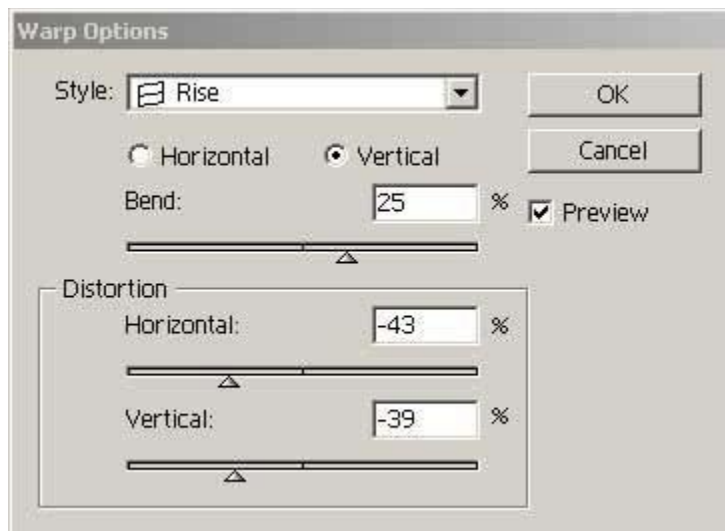 Warp Options
Style: Rise
OK
Horizontal Vertical
Cancel
Bend: 25 %
Preview
Distortion
Horizontal: -43 %
Vertical: -39 %